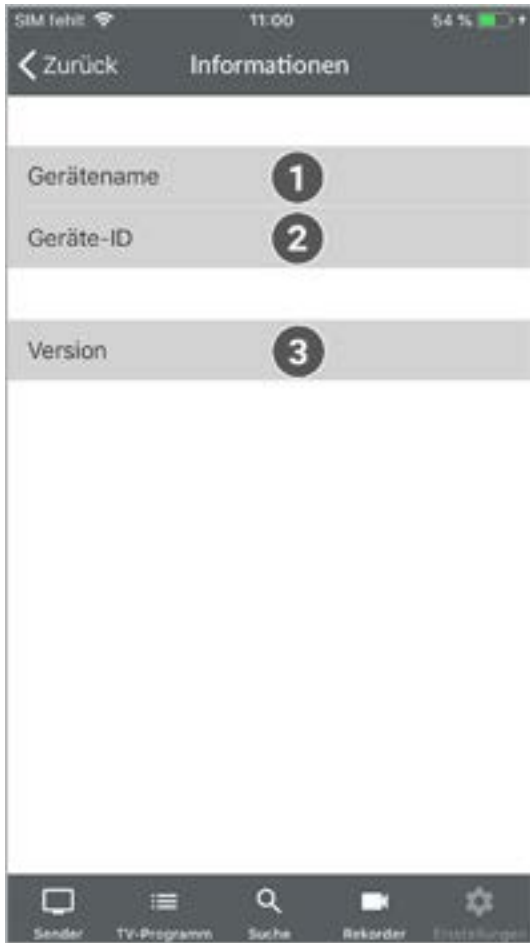 SIM fehlt 11:00 54 %
Zurück Informationen
Gerätename 1
Geräte-ID 2
Version 3
Sender TV-Programm Suche Rekorder Einstellungen